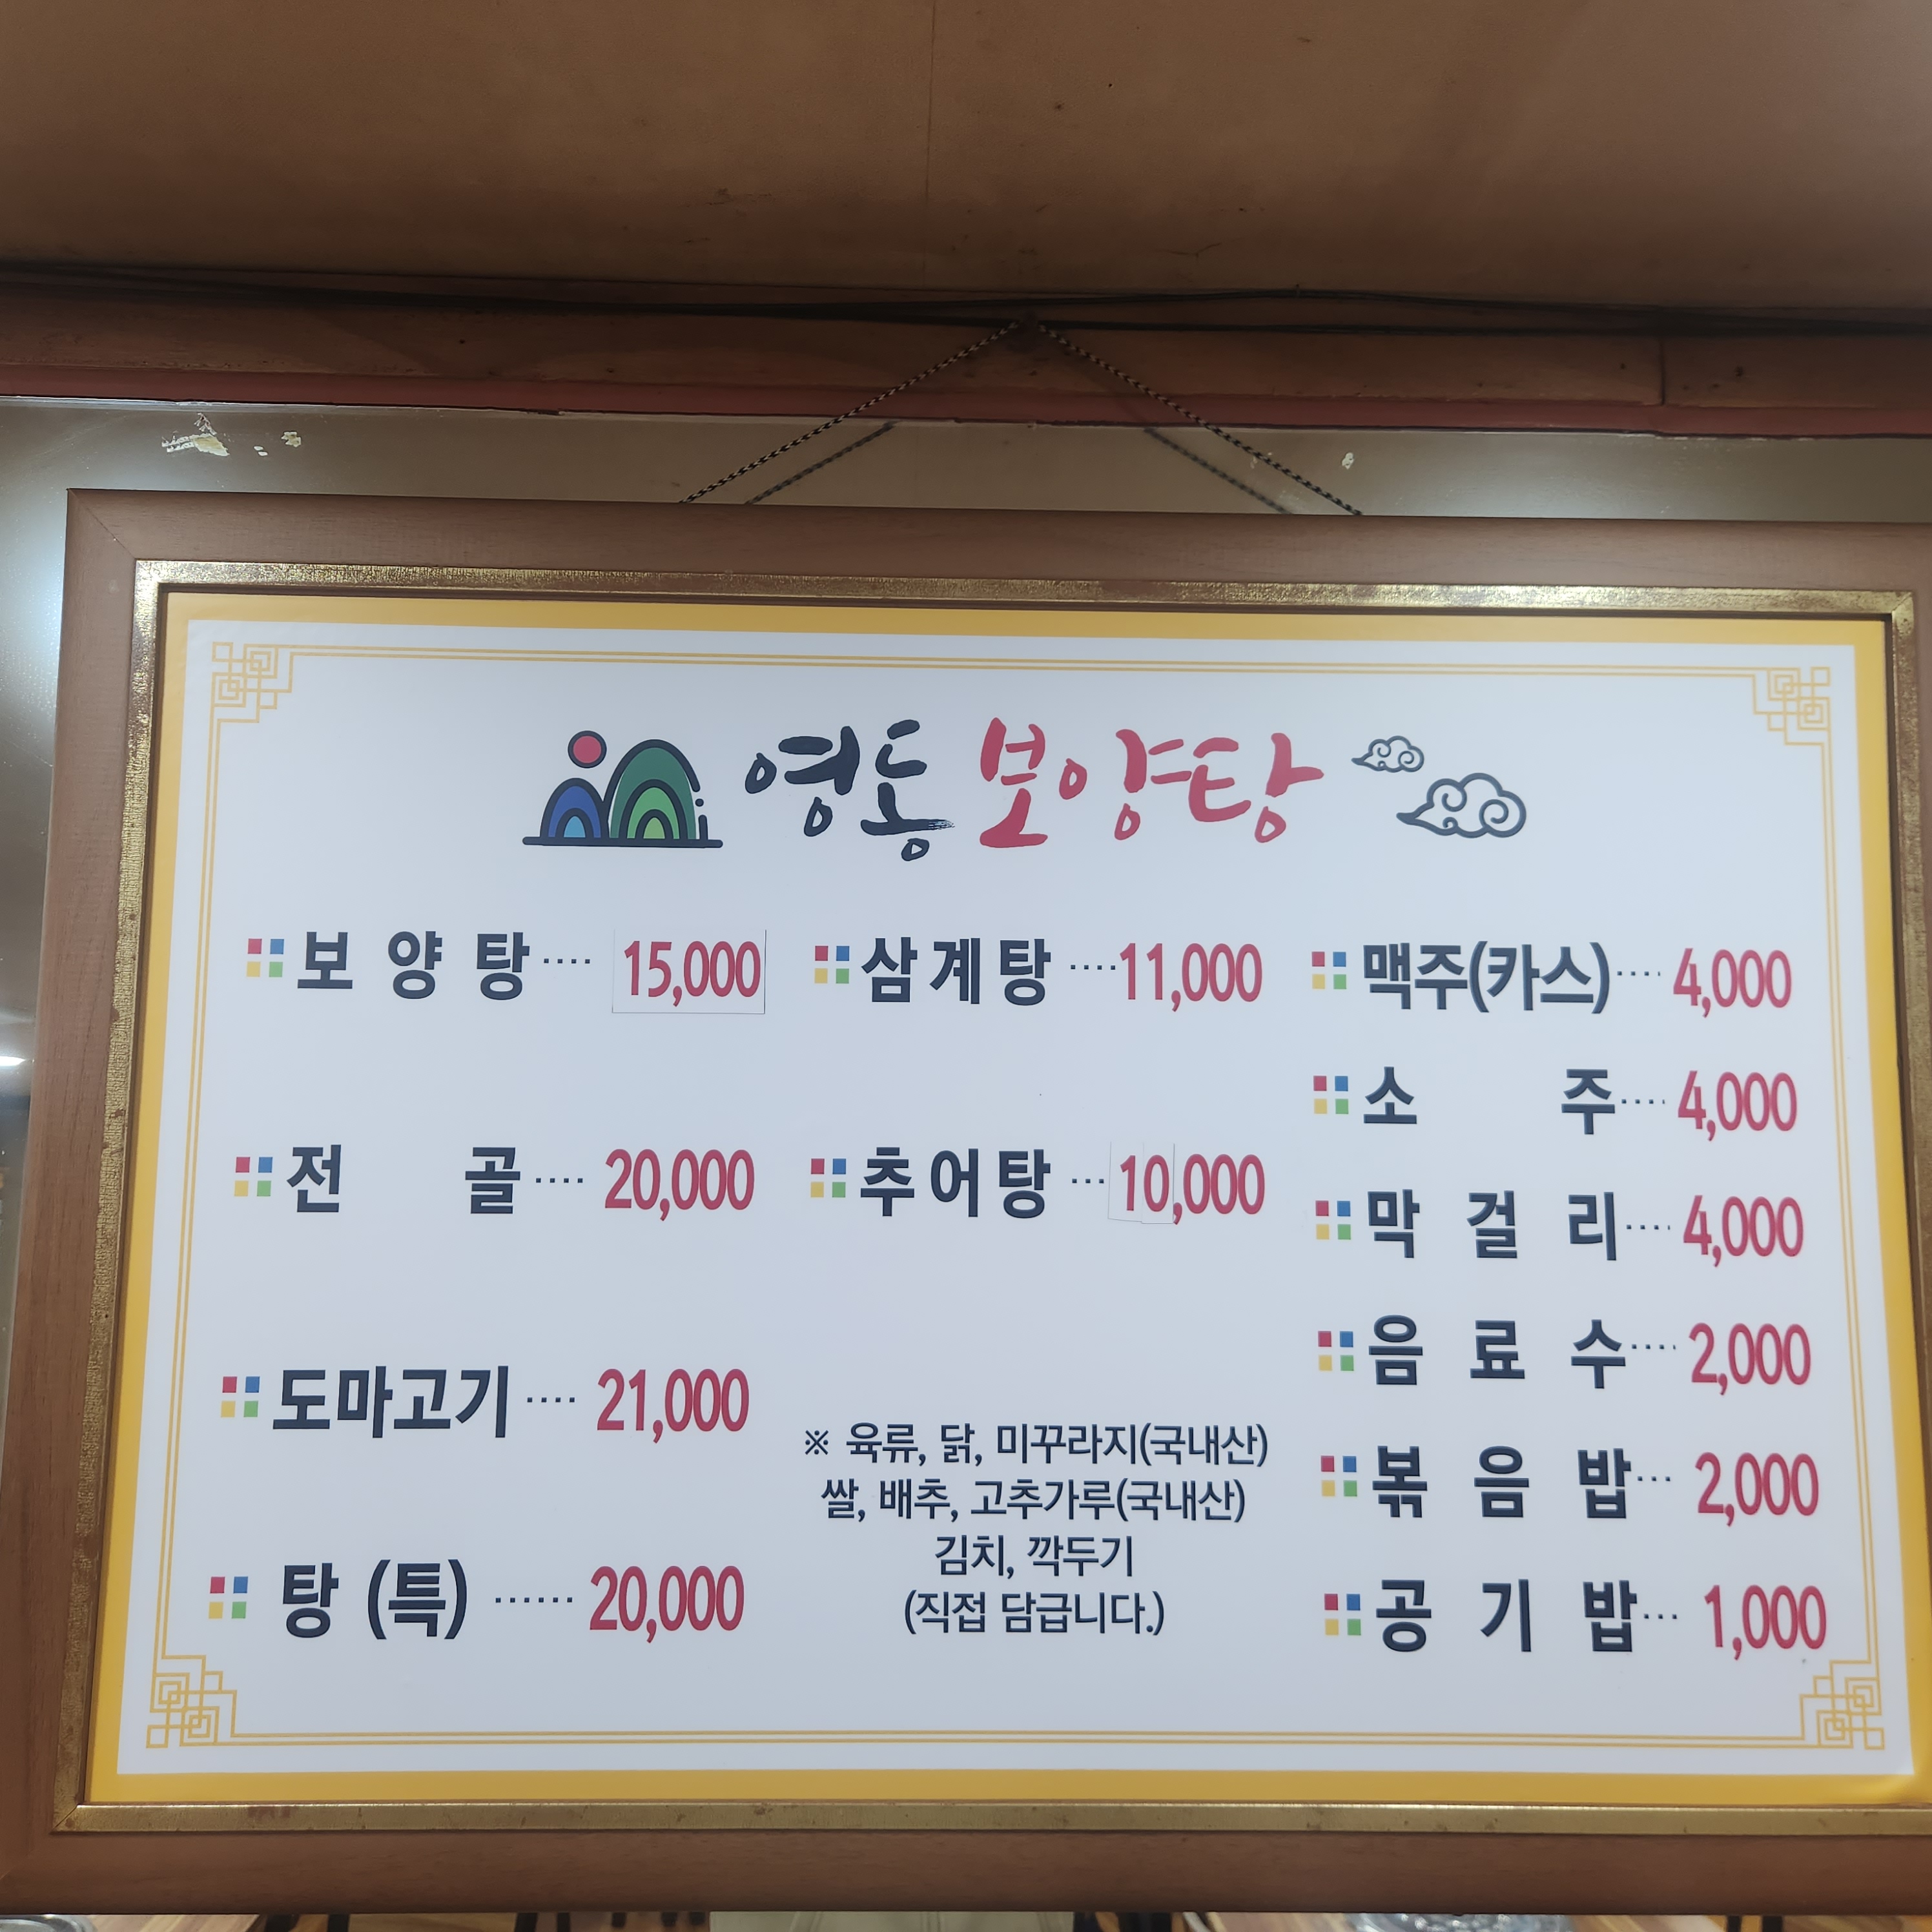 영동 보양탕
보양탕···· 15,000
전골···· 20,000
도마고기···· 21,000
탕(특)······ 20,000
삼계탕····11,000
추어탕···10,000
※ 육류, 닭, 미꾸라지(국내산)
쌀, 배추, 고추가루(국내산)
김치, 깍두기
(직접 담급니다.)
맥주(카스)···· 4,000
소주···· 4,000
막걸리···· 4,000
음료수···· 2,000
볶음밥··· 2,000
공기밥··· 1,000